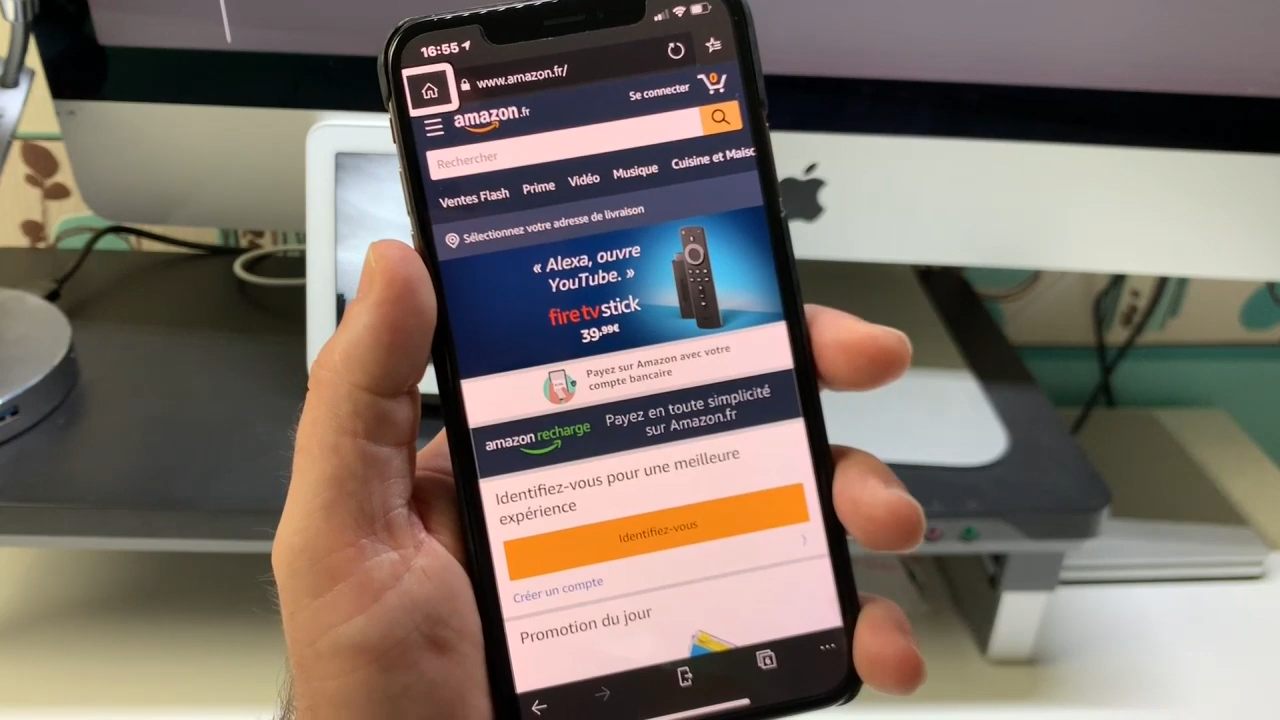 16:55
www.amazon.fr/
Se connecter
0
amazon.fr
Rechercher
Ventes Flash Prime Vidéo Musique Cuisine et Maisc
Sélectionnez votre adresse de livraison
« Alexa, ouvre
YouTube. »
fire tv stick
39,99€
Payez sur Amazon avec votre
compte bancaire
amazon recharge
Payez en toute simplicité
sur Amazon.fr
Identifiez-vous pour une meilleure
expérience
Identifiez-vous
Créer un compte
Promotion du jour
6